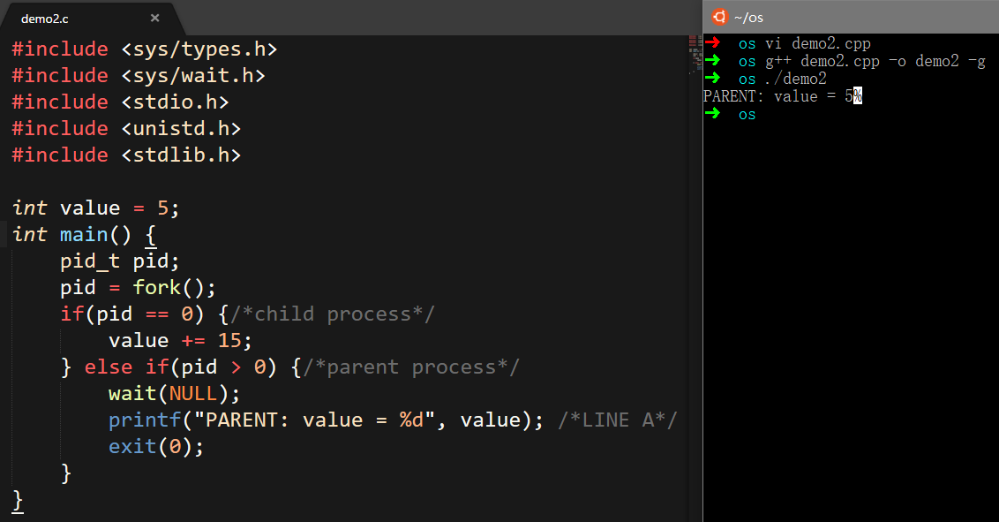 demo2.c ×
#include <sys/types.h>
#include <sys/wait.h>
#include <stdio.h>
#include <unistd.h>
#include <stdlib.h>
int value = 5;
int main() {
    pid_t pid;
    pid = fork();
    if(pid == 0) {/*child process*/
        value += 15;
    } else if(pid > 0) {/*parent process*/
        wait(NULL);
        printf("PARENT: value = %d", value); /*LINE A*/
        exit(0);
    }
}
~/os
➜  os vi demo2.cpp
➜  os g++ demo2.cpp -o demo2 -g
➜  os ./demo2
PARENT: value = 5%
➜  os